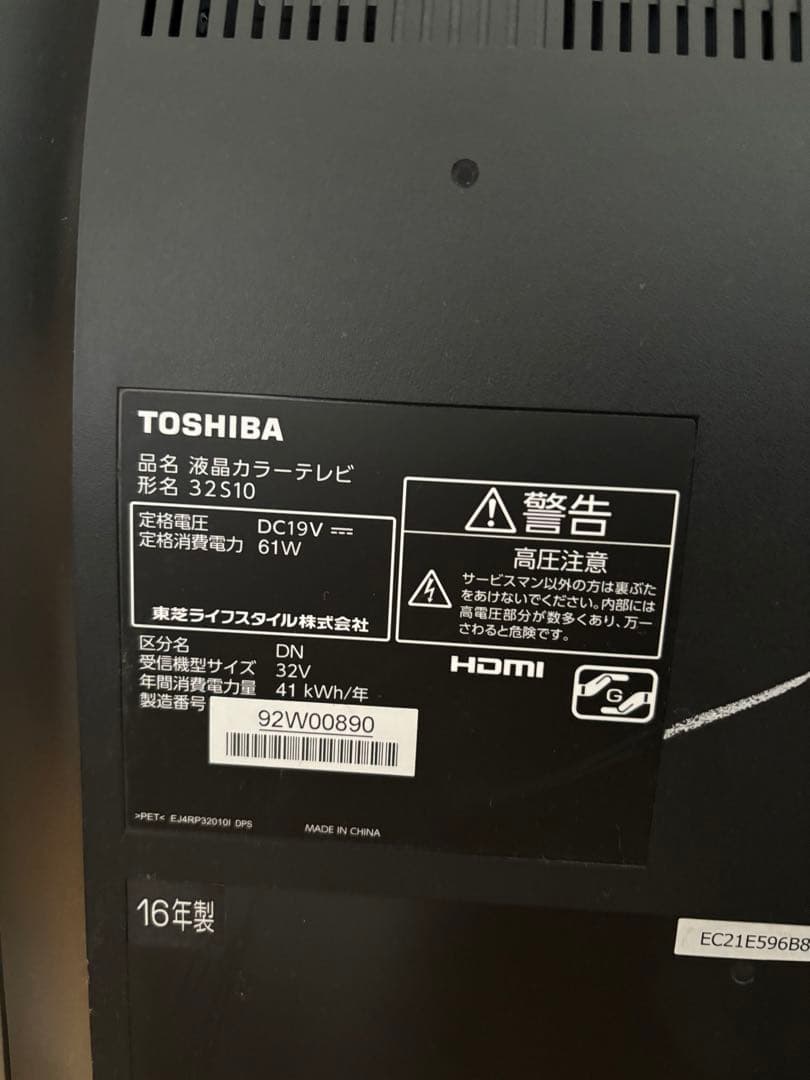 TOSHIBA
品名 液晶カラーテレビ
形名 32S10
定格電圧 DC19V ⎓
定格消費電力 61W
東芝ライフスタイル株式会社
警告
高圧注意
サービスマン以外の方は裏ぶた
をあけないでください。内部には
高電圧部分が数多くあり、万一
さわると危険です。
区分名 DN
受信機型サイズ 32V
年間消費電力量 41 kWh/年
製造番号
92W00890
HDMI
G
>PET< EJ4RP32010I DPS
MADE IN CHINA
16年製
EC21E596B8